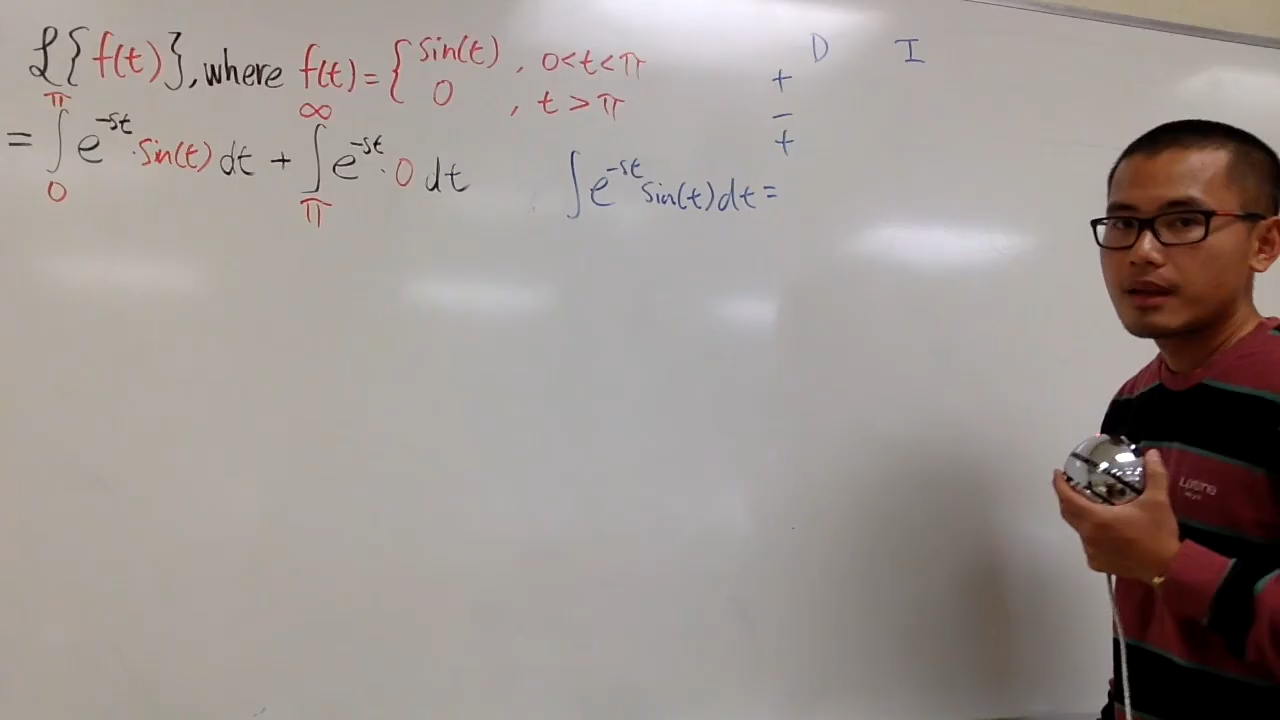 ℒ{f(t)}, where f(t) = { sin(t) , 0<t<π
0 , t>π
= ∫₀^π e^{-st}·sin(t) dt + ∫_π^∞ e^{-st}·0 dt
∫e^{-st} sin(t) dt =
D I
+
−
+